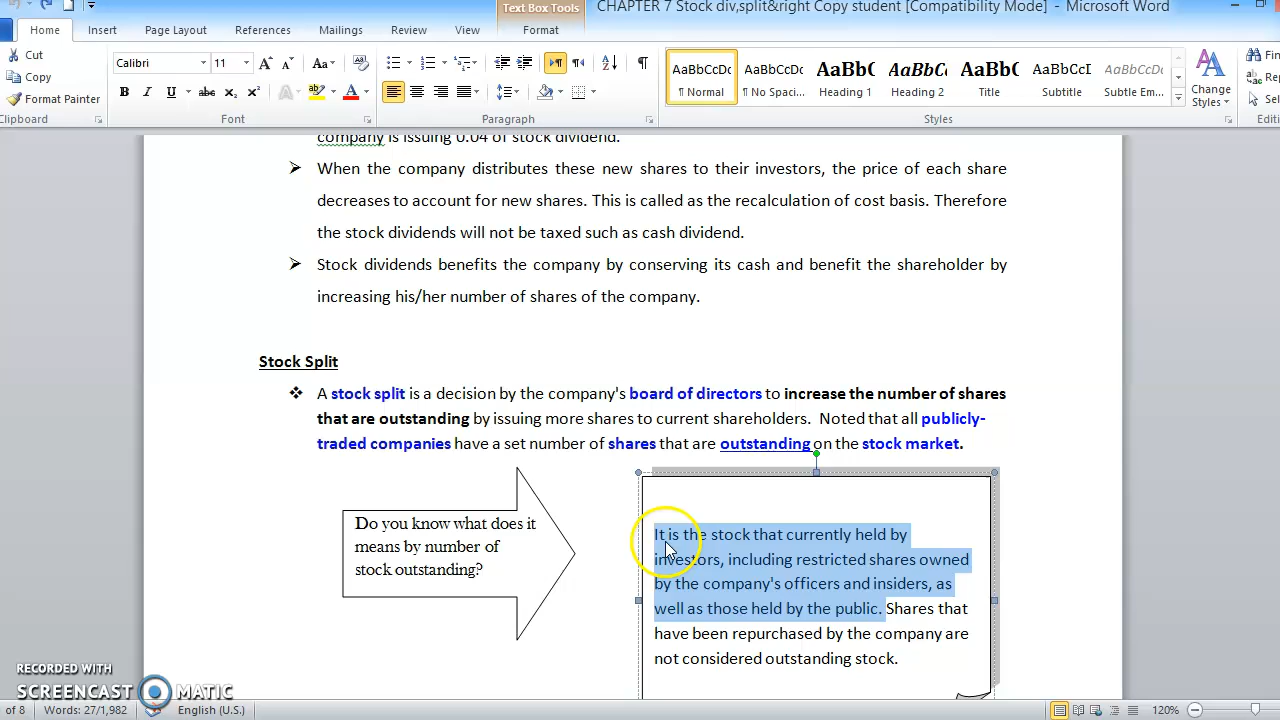 Text Box Tools
CHAPTER 7 Stock div,split&right Copy student [Compatibility Mode] - Microsoft Word
Home Insert Page Layout References Mailings Review View Format
Cut
Copy
Format Painter
Clipboard
Calibri 11
Font
Paragraph
AaBbCcDc AaBbCcDc AaBbC AaBbCc AaBbC AaBbCcI AaBbCcDc
¶ Normal ¶ No Spaci... Heading 1 Heading 2 Title Subtitle Subtle Em...
Change
Styles
Styles
Fin
Re
Sel
Editi
company is issuing 0.04 of stock dividend.
When the company distributes these new shares to their investors, the price of each share
decreases to account for new shares. This is called as the recalculation of cost basis. Therefore
the stock dividends will not be taxed such as cash dividend.
Stock dividends benefits the company by conserving its cash and benefit the shareholder by
increasing his/her number of shares of the company.
Stock Split
A stock split is a decision by the company's board of directors to increase the number of shares
that are outstanding by issuing more shares to current shareholders. Noted that all publicly-
traded companies have a set number of shares that are outstanding on the stock market.
Do you know what does it
means by number of
stock outstanding?
It is the stock that currently held by
investors, including restricted shares owned
by the company's officers and insiders, as
well as those held by the public. Shares that
have been repurchased by the company are
not considered outstanding stock.
RECORDED WITH
SCREENCAST MATIC
of 8 Words: 27/1,982 English (U.S.) 120%